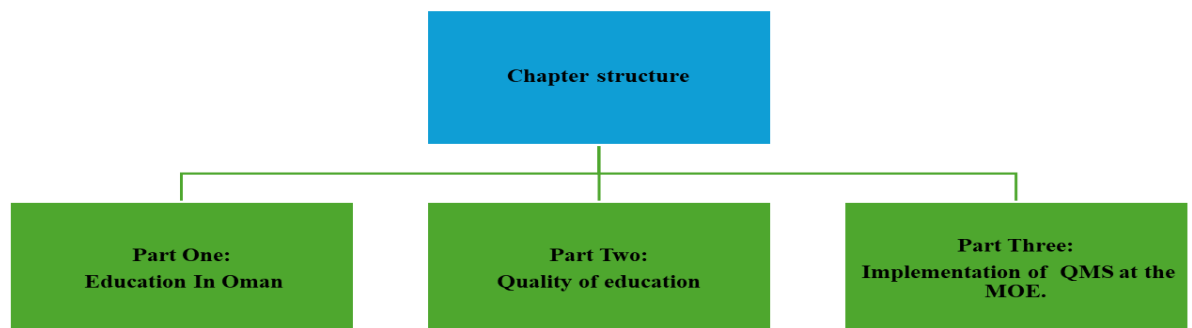 Chapter structure
Part One:
Education In Oman
Part Two:
Quality of education
Part Three:
Implementation of QMS at the
MOE.